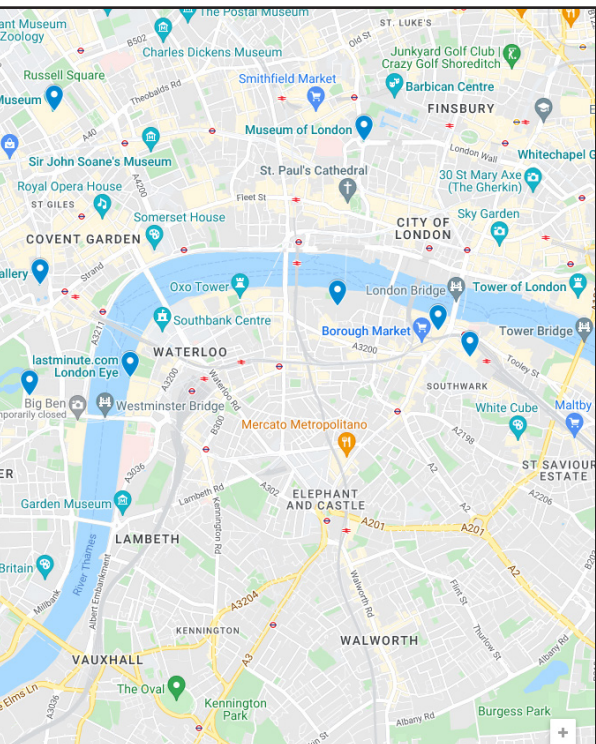 ant Museum
Zoology
The Postal Museum
ST. LUKE'S
B502
Old St
Charles Dickens Museum
Junkyard Golf Club |
Crazy Golf Shoreditch
Russell Square
Smithfield Market
Theobalds Rd
Barbican Centre
Museum
FINSBURY
A40
Museum of London
London Wall
Whitechapel G
Sir John Soane's Museum
St. Paul's Cathedral
30 St Mary Axe
(The Gherkin)
Royal Opera House
A4200
ST GILES
Fleet St
Somerset House
Sky Garden
CITY OF
LONDON
COVENT GARDEN
Strand
allery
Oxo Tower
London Bridge
Tower of London
A3211
Southbank Centre
Borough Market
Tower Bridge
A3200
WATERLOO
lastminute.com
London Eye
Tooley St
A3200
Waterloo Rd
SOUTHWARK
Big Ben
mporarily closed
Westminster Bridge
White Cube
Maltby
B300
Mercato Metropolitano
A2198
A3036
A2
ST SAVIOUR
ESTATE
ER
Lambeth Rd
A302
ELEPHANT
AND CASTLE
A2206
Garden Museum
A201
A201
Kennington Rd
LAMBETH
River Thames
Britain
A2
B203
Millbank
Albert Embankment
Walworth Rd
Flint St
A3204
KENNINGTON
Thurlow St
WALWORTH
A3
Albany Rd
VAUXHALL
The Oval
e Elms Ln
A3036
Kennington
Park
Burgess Park
Albany Rd
n St
+